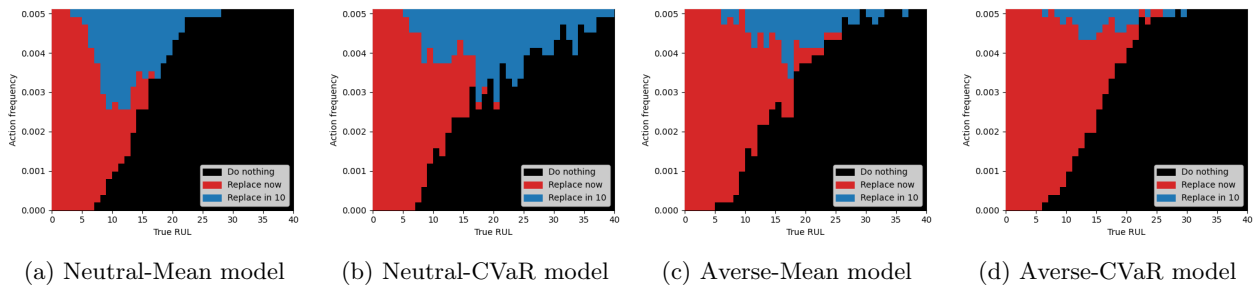 0.005
0.004
0.003
0.002
0.001
0.000
Action frequency
0 5 10 15 20 25 30 35 40
True RUL
Do nothing
Replace now
Replace in 10
(a) Neutral-Mean model
0.005
0.004
0.003
0.002
0.001
0.000
Action frequency
0 5 10 15 20 25 30 35 40
True RUL
Do nothing
Replace now
Replace in 10
(b) Neutral-CVaR model
0.005
0.004
0.003
0.002
0.001
0.000
Action frequency
0 5 10 15 20 25 30 35 40
True RUL
Do nothing
Replace now
Replace in 10
(c) Averse-Mean model
0.005
0.004
0.003
0.002
0.001
0.000
Action frequency
0 5 10 15 20 25 30 35 40
True RUL
Do nothing
Replace now
Replace in 10
(d) Averse-CVaR model